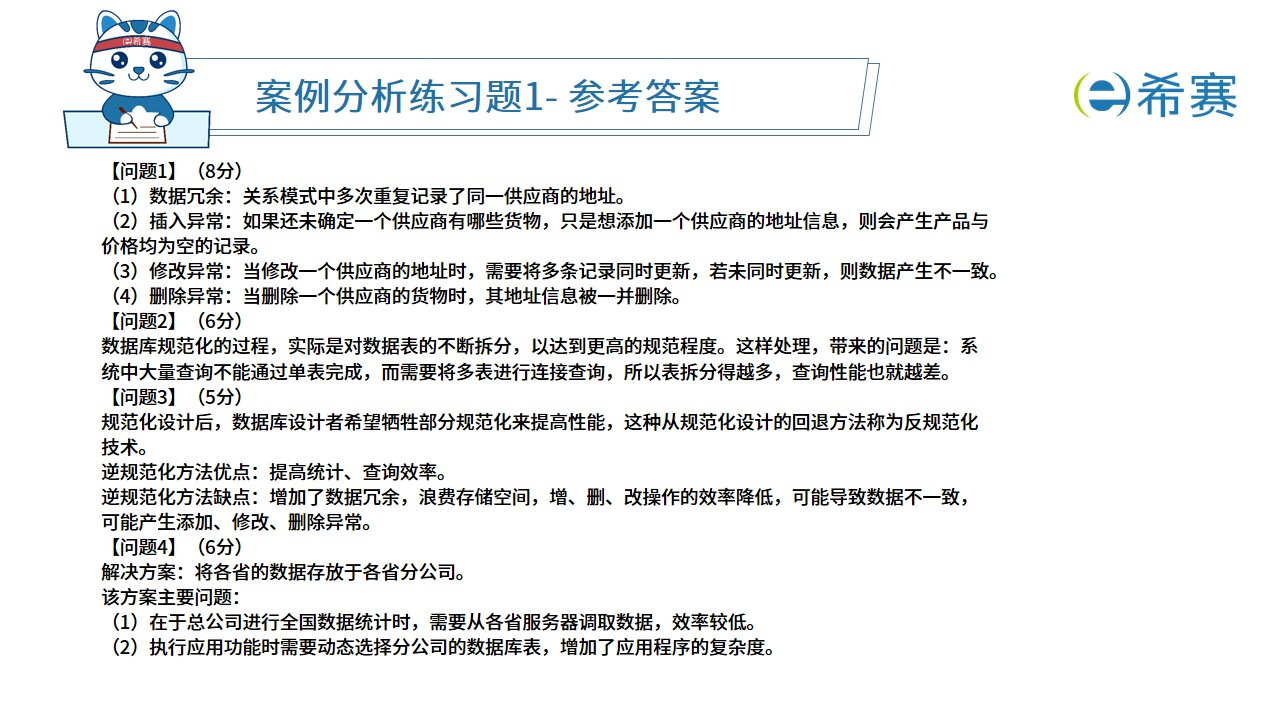 希赛
案例分析练习题1- 参考答案
希赛
【问题1】（8分）
（1）数据冗余：关系模式中多次重复记录了同一供应商的地址。
（2）插入异常：如果还未确定一个供应商有哪些货物，只是想添加一个供应商的地址信息，则会产生产品与
价格均为空的记录。
（3）修改异常：当修改一个供应商的地址时，需要将多条记录同时更新，若未同时更新，则数据产生不一致。
（4）删除异常：当删除一个供应商的货物时，其地址信息被一并删除。
【问题2】（6分）
数据库规范化的过程，实际是对数据表的不断拆分，以达到更高的规范程度。这样处理，带来的问题是：系
统中大量查询不能通过单表完成，而需要将多表进行连接查询，所以表拆分得越多，查询性能也就越差。
【问题3】（5分）
规范化设计后，数据库设计者希望牺牲部分规范化来提高性能，这种从规范化设计的回退方法称为反规范化
技术。
逆规范化方法优点：提高统计、查询效率。
逆规范化方法缺点：增加了数据冗余，浪费存储空间，增、删、改操作的效率降低，可能导致数据不一致，
可能产生添加、修改、删除异常。
【问题4】（6分）
解决方案：将各省的数据存放于各省分公司。
该方案主要问题：
（1）在于总公司进行全国数据统计时，需要从各省服务器调取数据，效率较低。
（2）执行应用功能时需要动态选择分公司的数据库表，增加了应用程序的复杂度。